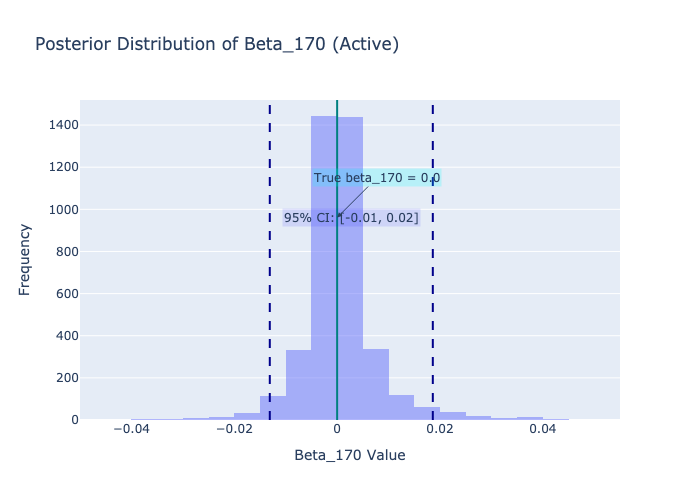 Posterior Distribution of Beta_170 (Active)
1400
1200
1000
800
600
400
200
0
Frequency
True beta_170 = 0.0
95% CI: [-0.01, 0.02]
−0.04
−0.02
0
0.02
0.04
Beta_170 Value